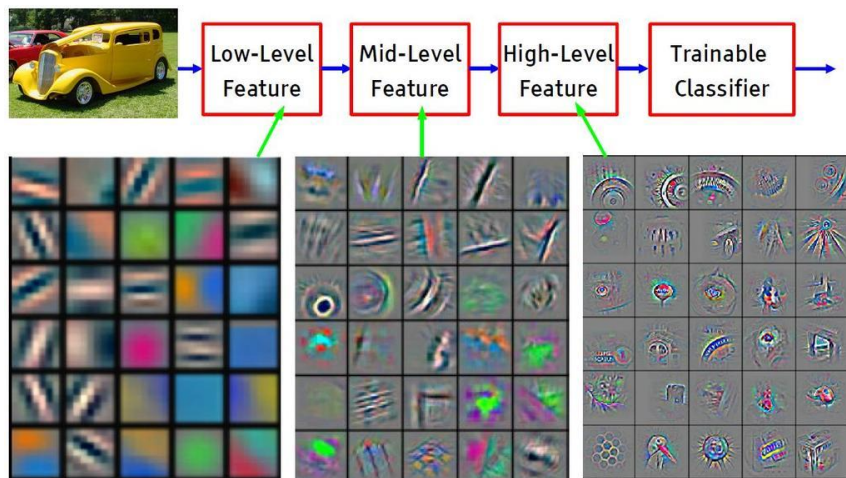 Low-Level
Feature
Mid-Level
Feature
High-Level
Feature
Trainable
Classifier